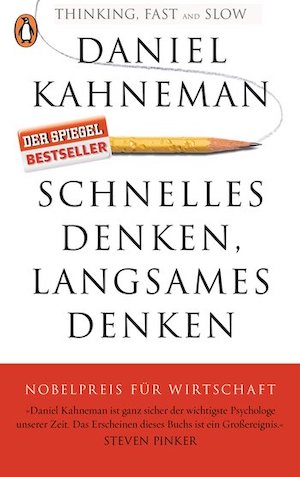 THINKING, FAST AND SLOW
DANIEL
KAHNEMAN
DER SPIEGEL
BESTSELLER
SCHNELLES
DENKEN,
LANGSAMES
DENKEN
NOBELPREIS FÜR WIRTSCHAFT
»Daniel Kahneman ist ganz sicher der wichtigste Psychologe
unserer Zeit. Das Erscheinen dieses Buchs ist ein Großereignis.«
STEVEN PINKER